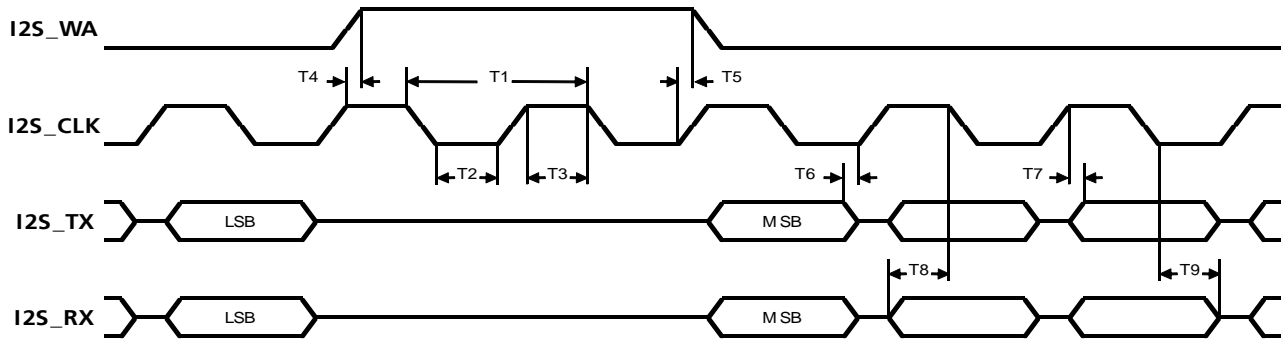 I2S_WA
T4 T1 T5
I2S_CLK
T2 T3 T6 T7
I2S_TX LSB MSB
T8 T9
I2S_RX LSB MSB